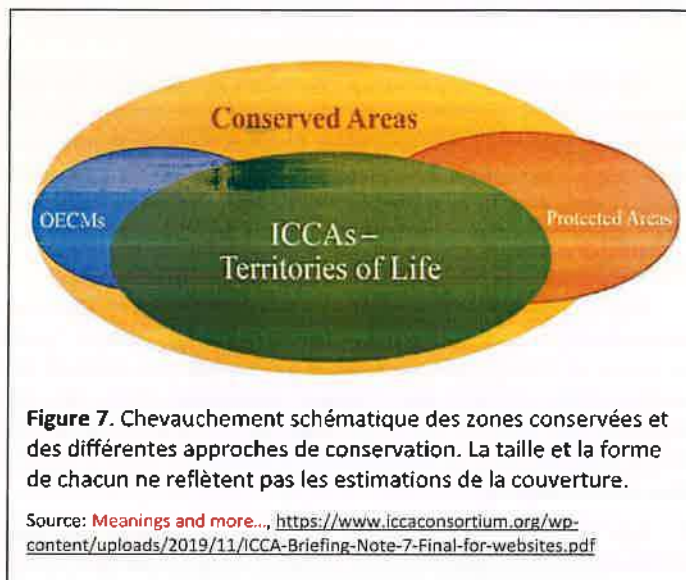 Conserved Areas
OECMs
Protected Areas
ICCAs –
Territories of Life
Figure 7. Chevauchement schématique des zones conservées et
des différentes approches de conservation. La taille et la forme
de chacun ne reflètent pas les estimations de la couverture.
Source: Meanings and more..., https://www.iccaconsortium.org/wp-
content/uploads/2019/11/ICCA-Briefing-Note-7-Final-for-websites.pdf